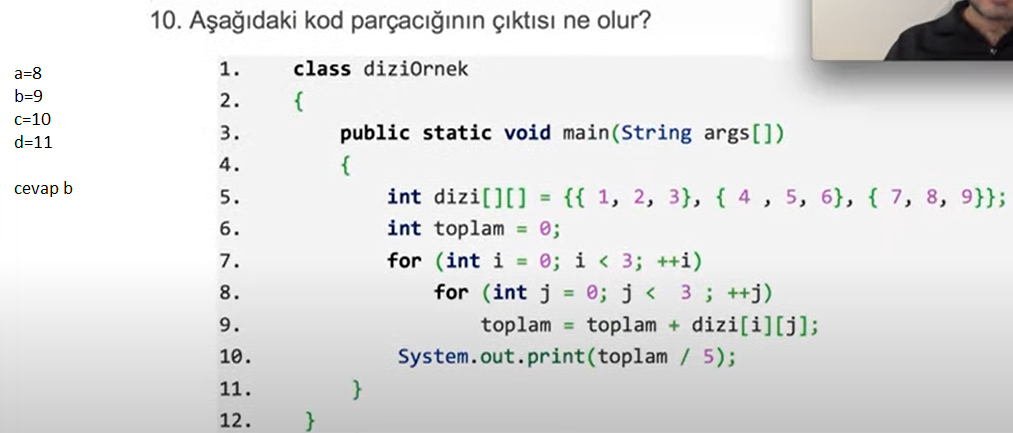 10. Aşağıdaki kod parçacığının çıktısı ne olur?
a=8
b=9
c=10
d=11
cevap b
1. class diziOrnek
2. {
3. public static void main(String args[])
4. {
5. int dizi[][] = {{ 1, 2, 3}, { 4 , 5, 6}, { 7, 8, 9}};
6. int toplam = 0;
7. for (int i = 0; i < 3; ++i)
8. for (int j = 0; j < 3 ; ++j)
9. toplam = toplam + dizi[i][j];
10. System.out.print(toplam / 5);
11. }
12. }